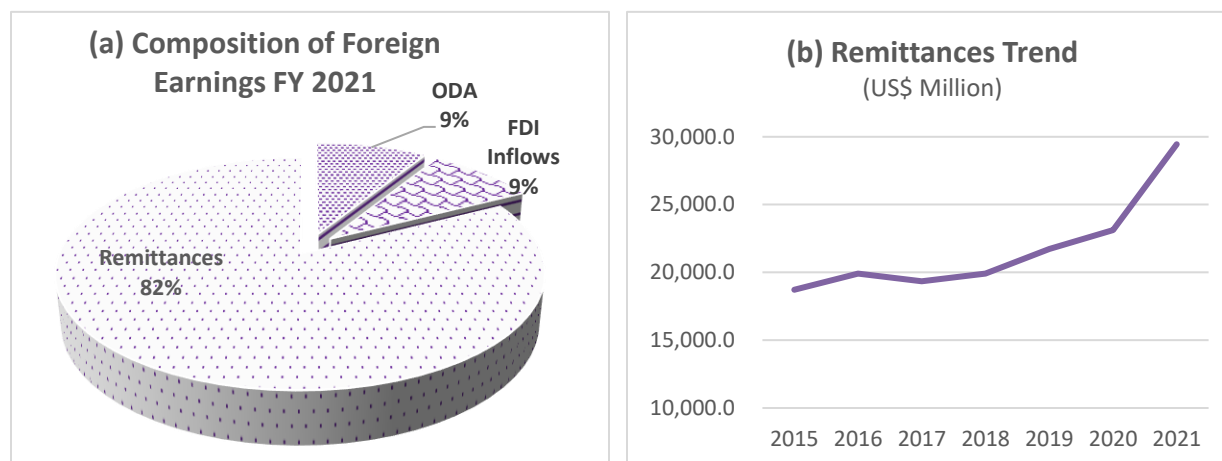 (a) Composition of Foreign
Earnings FY 2021
ODA
9%
FDI
Inflows
9%
Remittances
82%
(b) Remittances Trend
(US$ Million)
30,000.0
25,000.0
20,000.0
15,000.0
10,000.0
2015 2016 2017 2018 2019 2020 2021